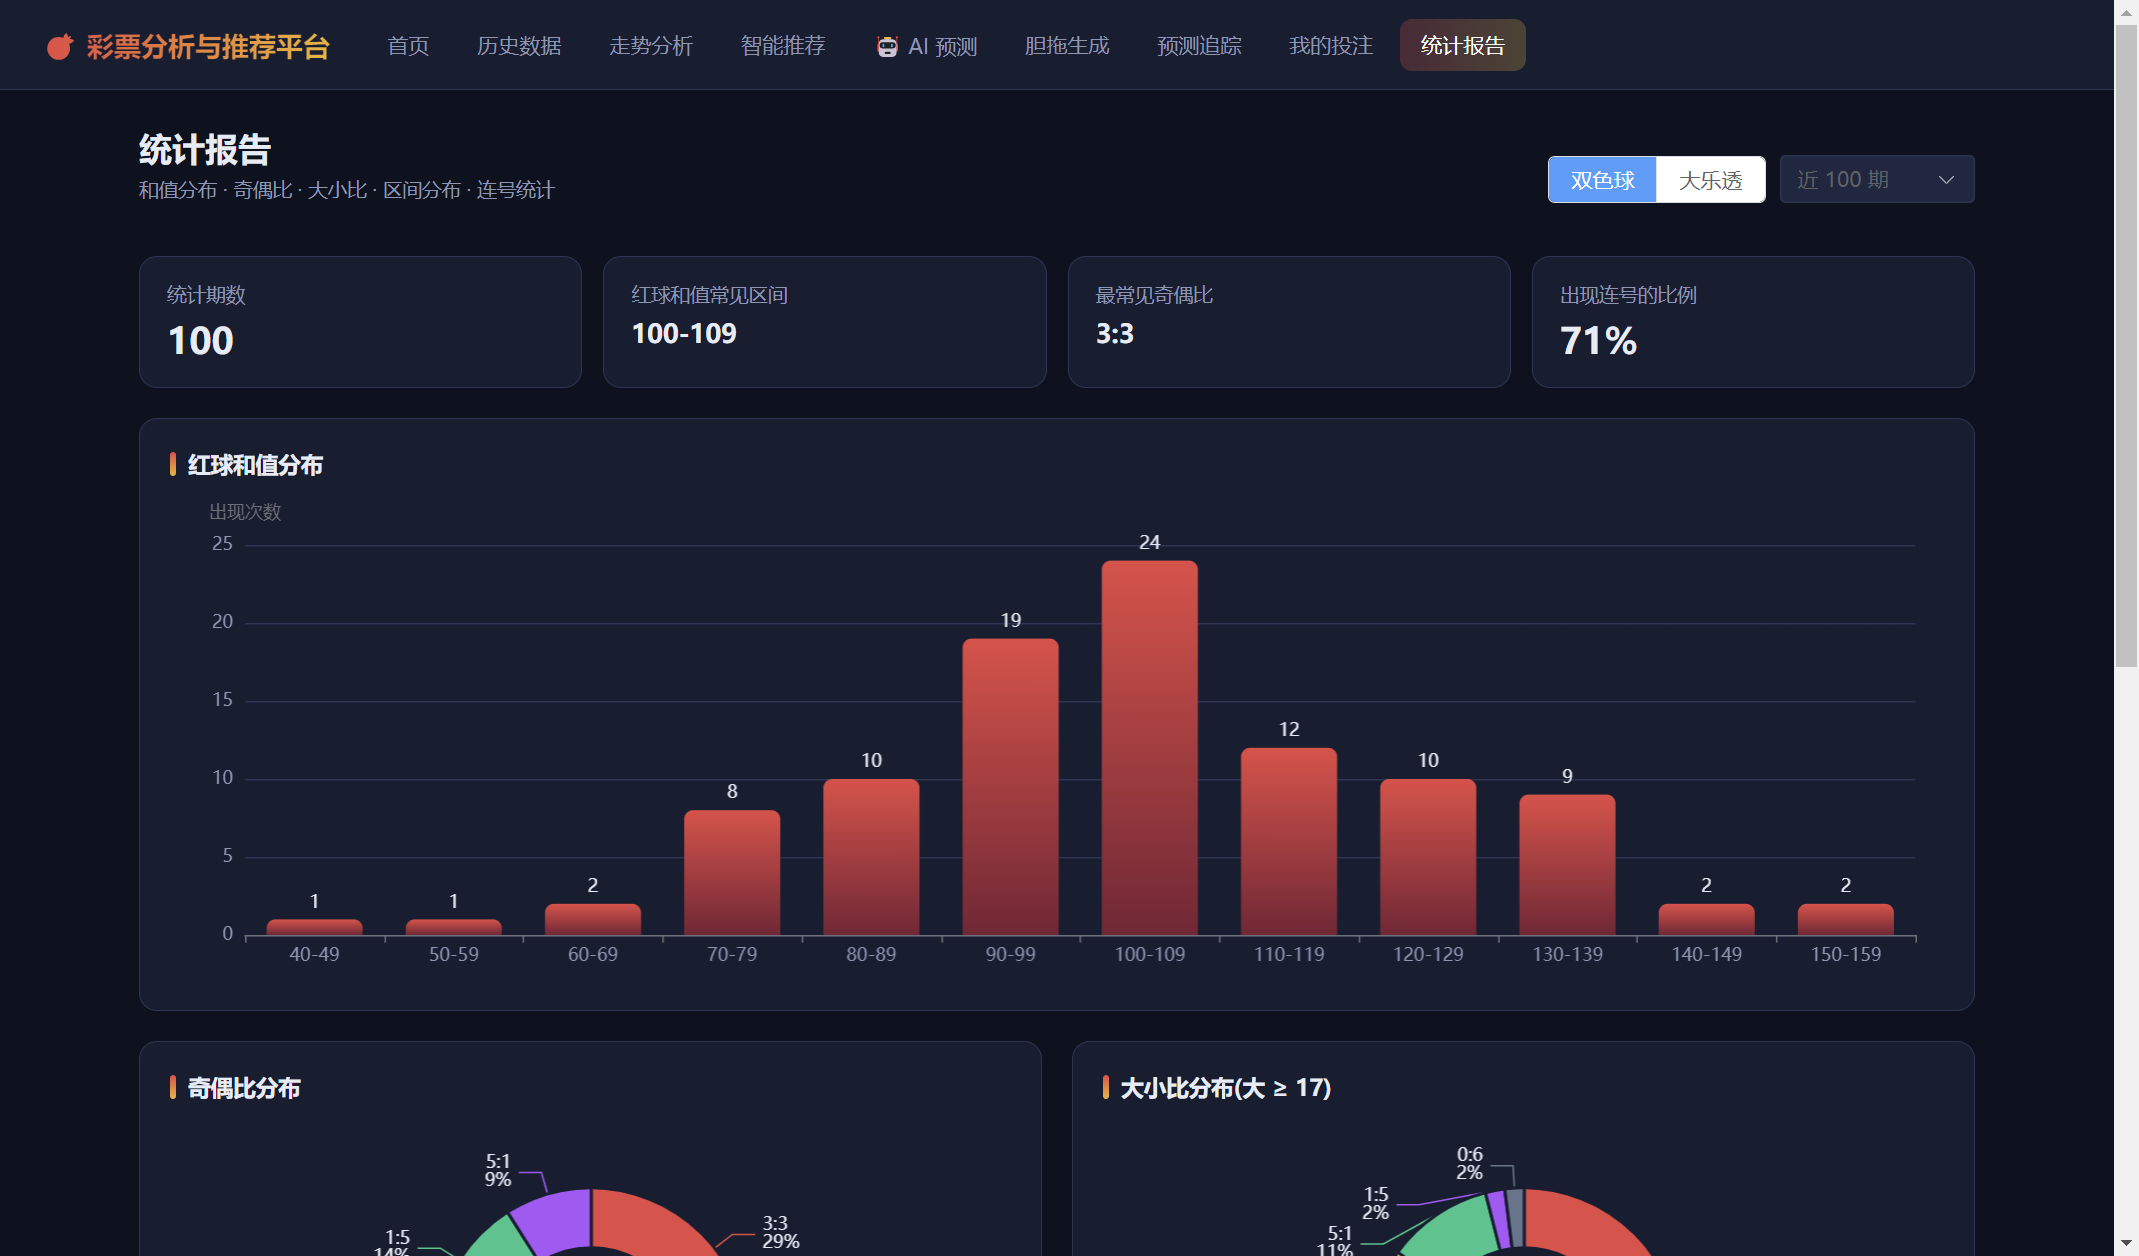 彩票分析与推荐平台 首页 历史数据 走势分析 智能推荐 AI 预测 胆拖生成 预测追踪 我的投注 统计报告
统计报告
和值分布 · 奇偶比 · 大小比 · 区间分布 · 连号统计
双色球 大乐透 近 100 期
统计期数
100
红球和值常见区间
100-109
最常见奇偶比
3:3
出现连号的比例
71%
红球和值分布
出现次数
25
20
15
10
5
0
1
1
2
8
10
19
24
12
10
9
2
2
40-49 50-59 60-69 70-79 80-89 90-99 100-109 110-119 120-129 130-139 140-149 150-159
奇偶比分布
5:1
9%
3:3
29%
1:5
14%
大小比分布(大 ≥ 17)
0:6
2%
1:5
2%
5:1
11%